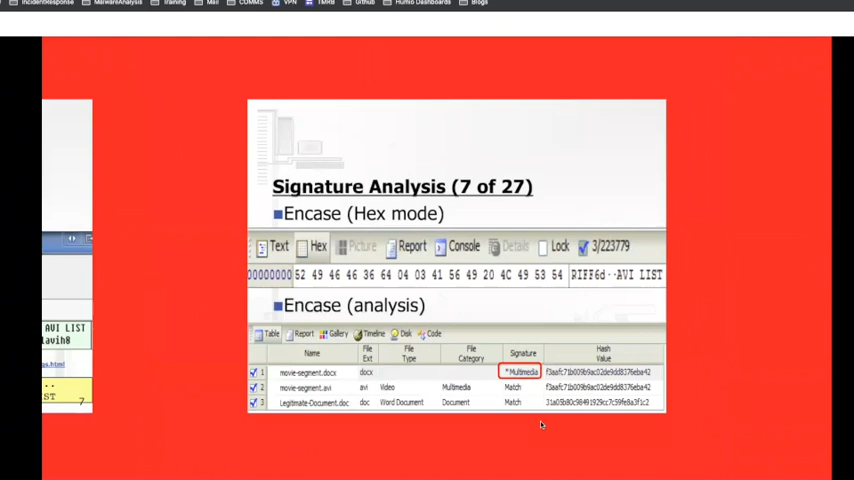 IncidentResponse MalwareAnalysis Training Mail COMMS VPN TMRB Github Humio Dashboards Blogs
Signature Analysis (7 of 27)
Encase (Hex mode)
Text Hex Picture Report Console Details Lock 3/223779
00000000 52 49 46 46 36 64 04 03 41 56 49 20 4C 49 53 54 RIFF6d··AVI LIST
AVI LIST
Encase (analysis)
Table Report Gallery Timeline Disk Code
Name File Ext File Type File Category Signature Hash Value
1 movie-segment.docx docx * Multimedia f3aafc71b009b9ac02de9dd8376eba42
2 movie-segment.avi avi Video Multimedia Match f3aafc71b009b9ac02de9dd8376eba42
3 Legitimate-Document.doc doc Word Document Document Match 31a05b80c98491929cc7c59fe8a3f1c2
7